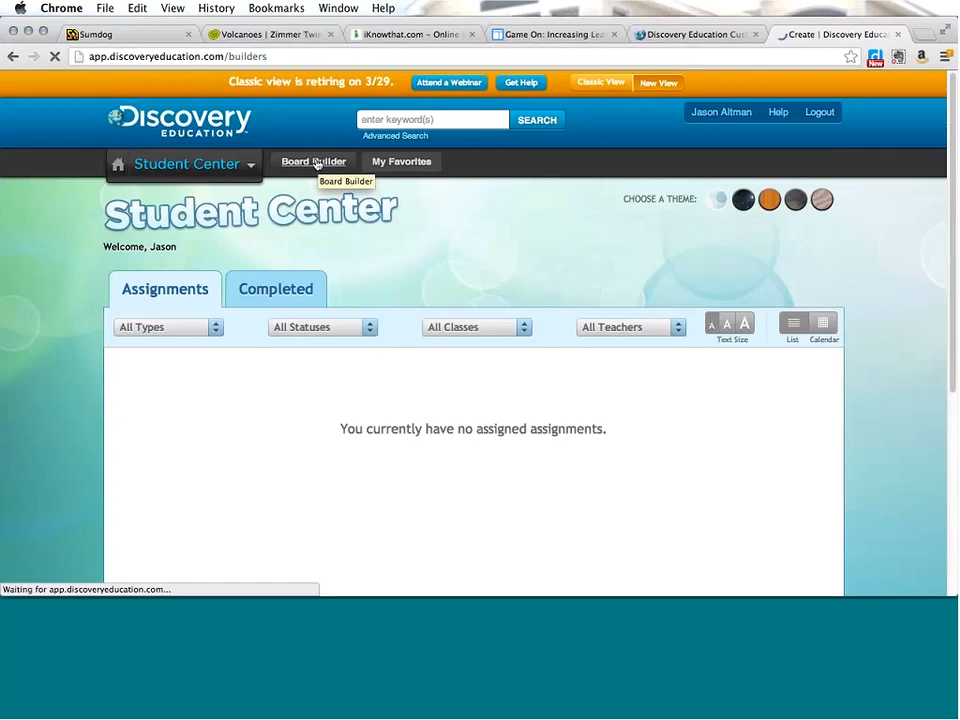 Chrome File Edit View History Bookmarks Window Help
Sumdog Volcanoes | Zimmer Twi iKnowthat.com – Online Game On: Increasing Lea Discovery Education Cus Create | Discovery Educa
app.discoveryeducation.com/builders New
Classic view is retiring on 3/29. Attend a Webinar Get Help Classic View New View
Discovery
EDUCATION
enter keyword(s) SEARCH
Advanced Search
Jason Altman Help Logout
Student Center Board Builder My Favorites
Board Builder
Student Center
CHOOSE A THEME:
Welcome, Jason
Assignments Completed
All Types All Statuses All Classes All Teachers A A A
Text Size List Calendar
You currently have no assigned assignments.
Waiting for app.discoveryeducation.com...